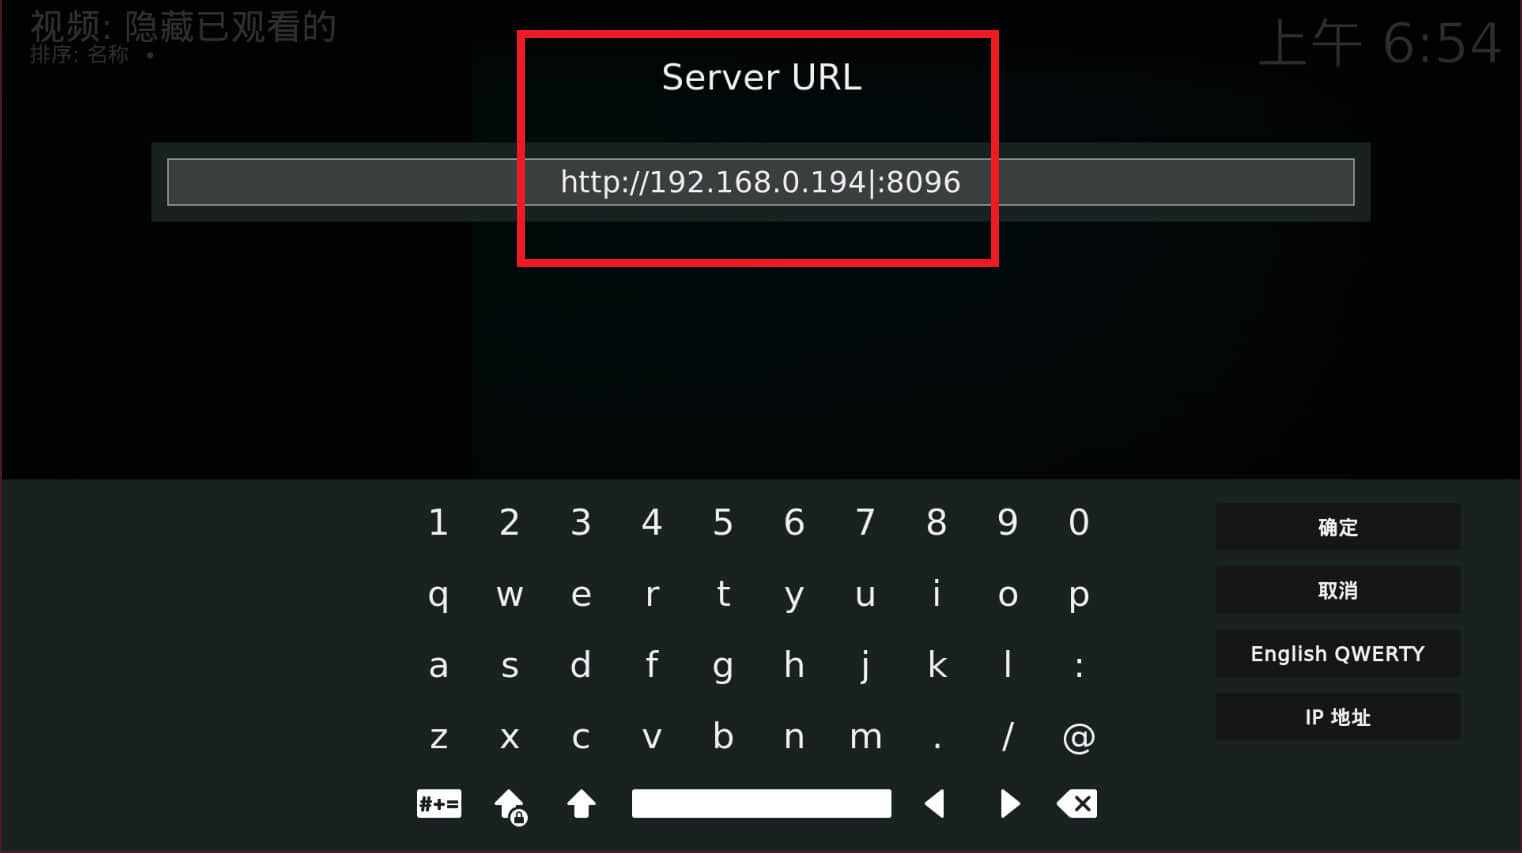 视频: 隐藏已观看的
排序: 名称 •
上午 6:54
Server URL
http://192.168.0.194|:8096
1 2 3 4 5 6 7 8 9 0
确定
q w e r t y u i o p
取消
a s d f g h j k l :
English QWERTY
z x c v b n m . / @
IP 地址
#+=